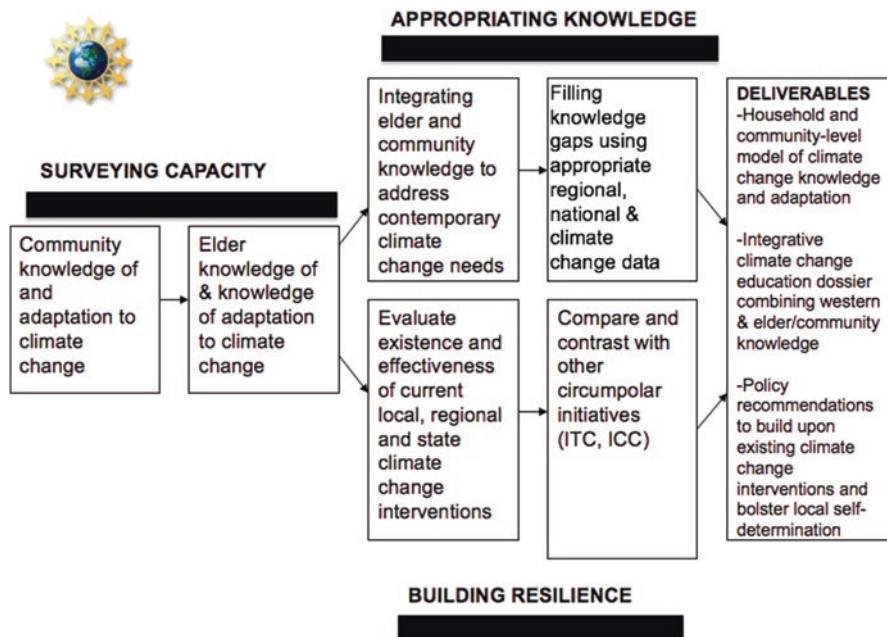 APPROPRIATING KNOWLEDGE
SURVEYING CAPACITY
Community
knowledge of
and
adaptation to
climate
change
Elder
knowledge of
& knowledge
of adaptation
to climate
change
Integrating
elder and
community
knowledge to
address
contemporary
climate
change needs
Filling
knowledge
gaps using
appropriate
regional,
national &
climate
change data
Evaluate
existence and
effectiveness
of current
local, regional
and state
climate
change
interventions
Compare and
contrast with
other
circumpolar
initiatives
(ITC, ICC)
DELIVERABLES
-Household and
community-level
model of climate
change knowledge
and adaptation
-Integrative
climate change
education dossier
combining western
& elder/community
knowledge
-Policy
recommendations
to build upon
existing climate
change
interventions and
bolster local self-
determination
BUILDING RESILIENCE